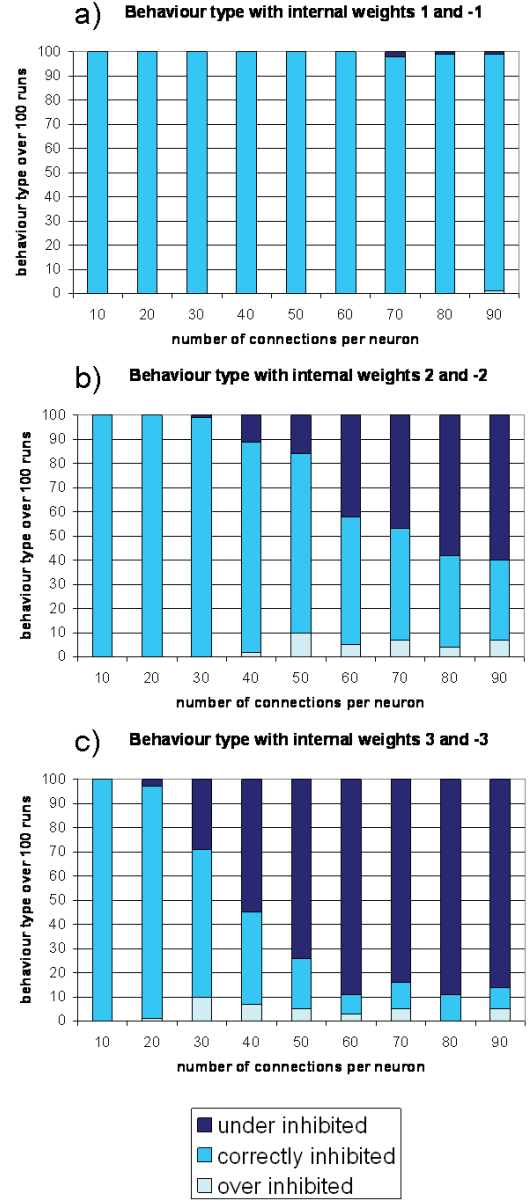 a) Behaviour type with internal weights 1 and -1
100
90
80
70
60
50
40
30
20
10
0
behaviour type over 100 runs
10 20 30 40 50 60 70 80 90
number of connections per neuron
b) Behaviour type with internal weights 2 and -2
100
90
80
70
60
50
40
30
20
10
0
behaviour type over 100 runs
10 20 30 40 50 60 70 80 90
number of connections per neuron
c) Behaviour type with internal weights 3 and -3
100
90
80
70
60
50
40
30
20
10
0
behaviour type over 100 runs
10 20 30 40 50 60 70 80 90
number of connections per neuron
under inhibited
correctly inhibited
over inhibited